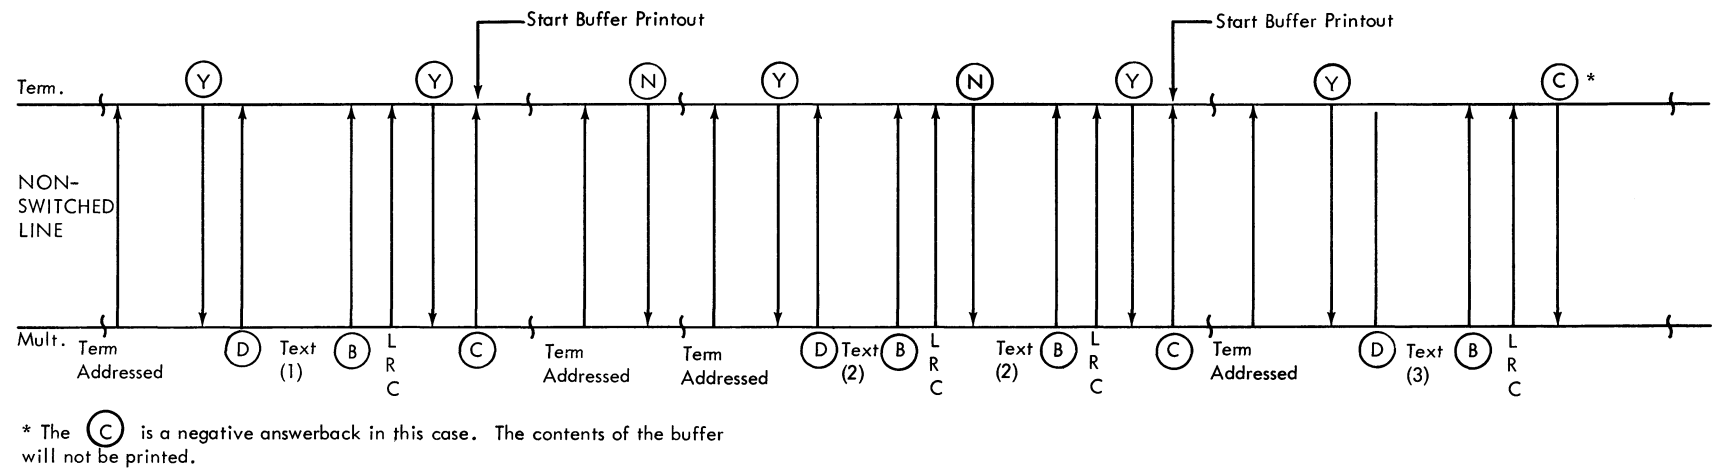 Start Buffer Printout
Start Buffer Printout
Term.
Y
Y
N
Y
N
Y
Y
C *
NON-
SWITCHED
LINE
Mult.
Term
Addressed
D
Text
(1)
B
L
R
C
C
Term
Addressed
Term
Addressed
D
Text
(2)
B
L
R
C
Text
(2)
B
L
R
C
C
Term
Addressed
D
Text
(3)
B
L
R
C
* The C is a negative answerback in this case. The contents of the buffer
will not be printed.